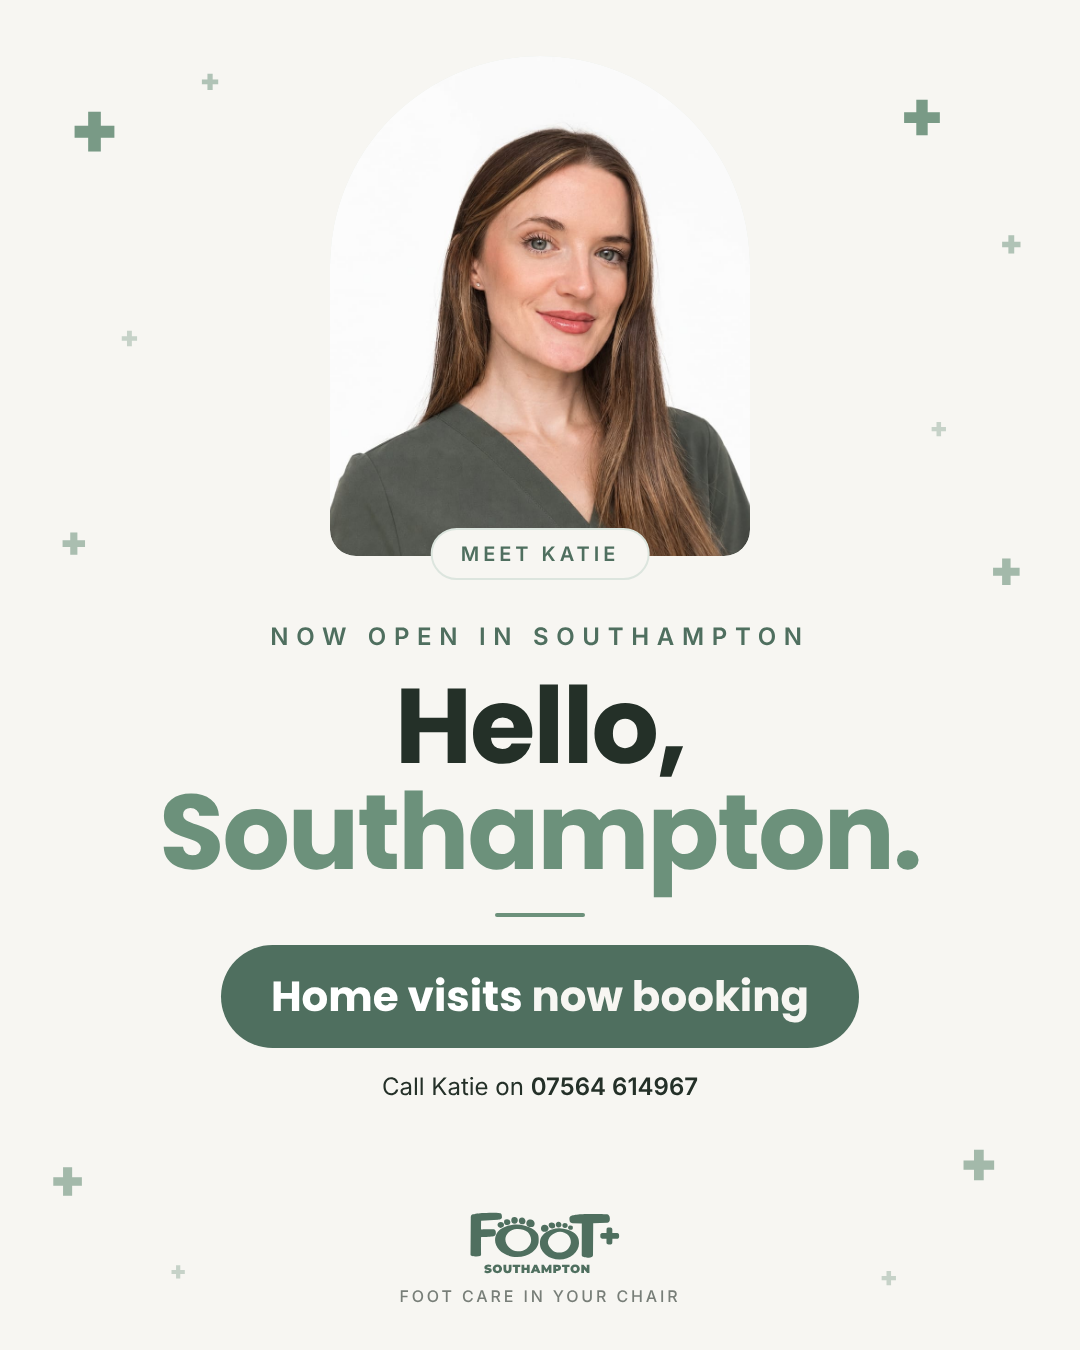 MEET KATIE
NOW OPEN IN SOUTHAMPTON
Hello,
Southampton.
Home visits now booking
Call Katie on 07564 614967
FOOT+
SOUTHAMPTON
FOOT CARE IN YOUR CHAIR